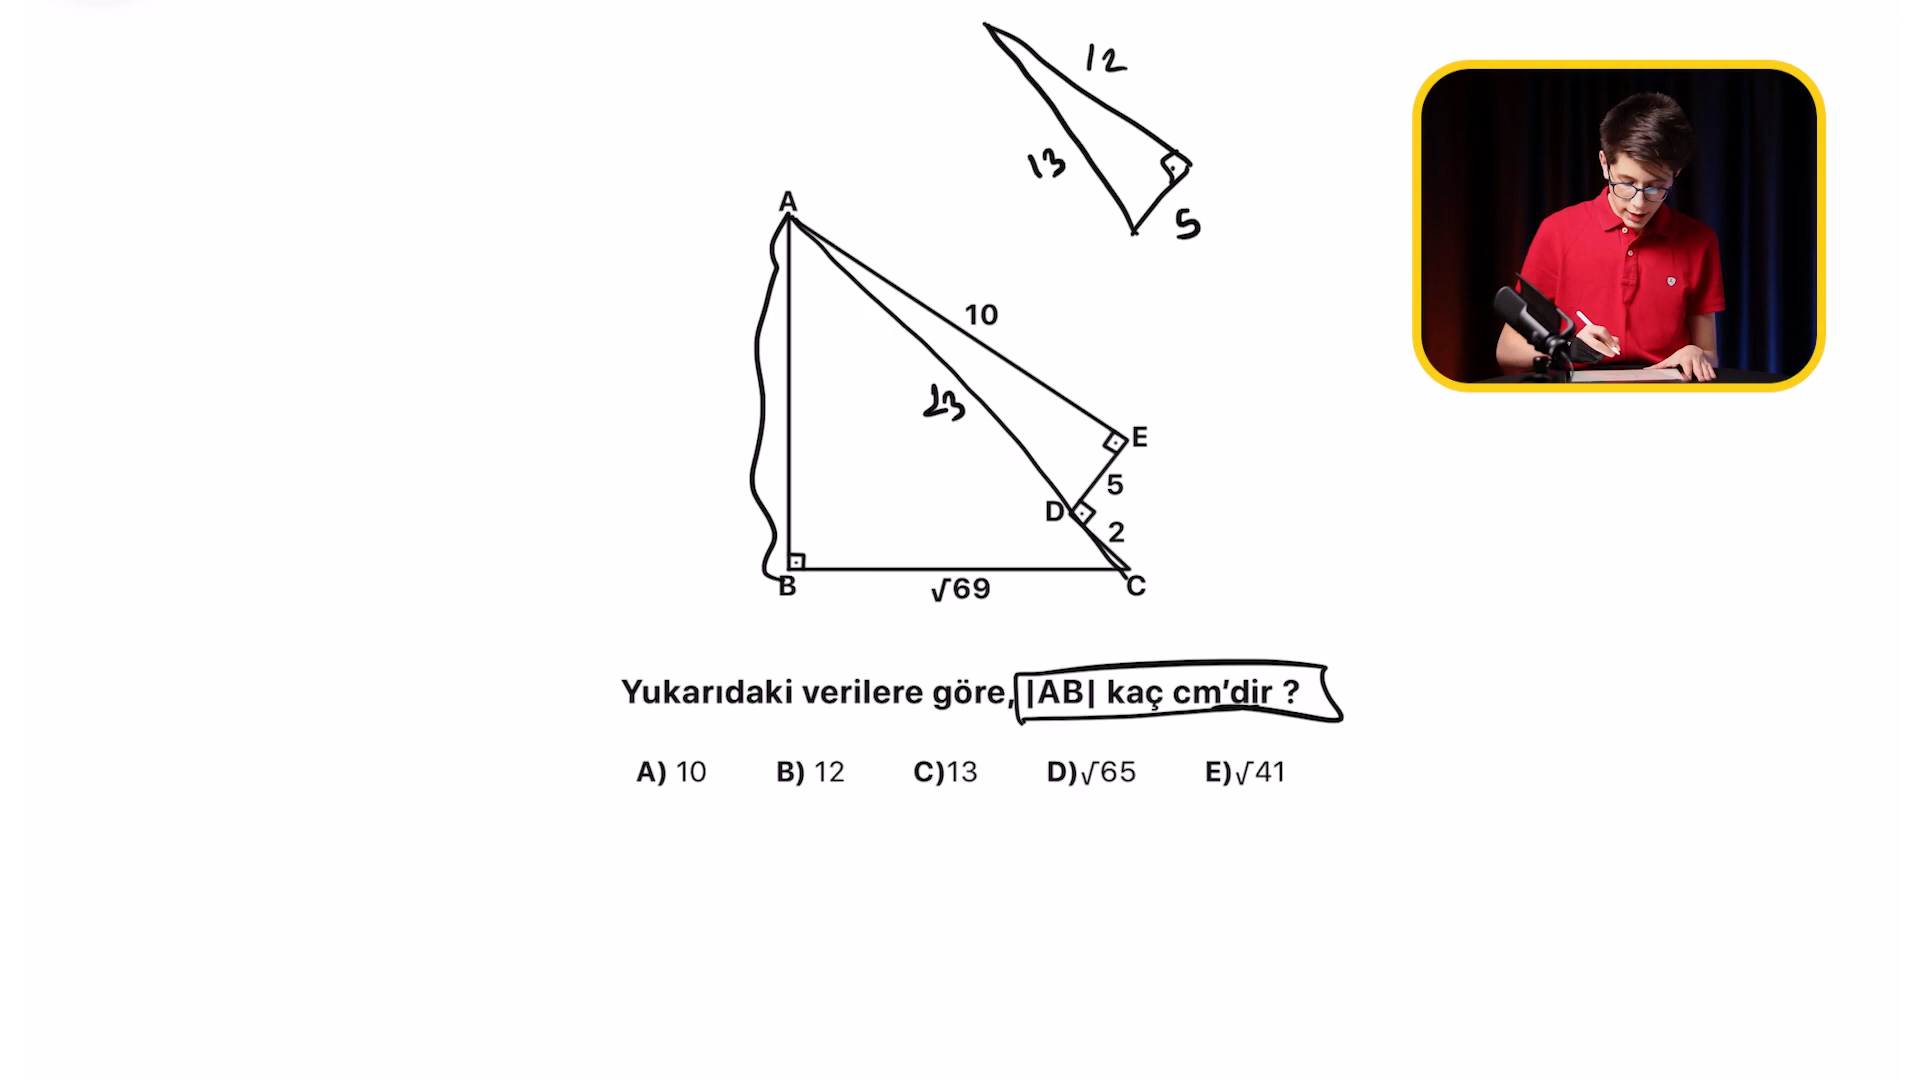 12
13
5
A
10
23
E
5
D
2
B
√69
C
Yukarıdaki verilere göre, |AB| kaç cm'dir ?
A) 10 B) 12 C)13 D)√65 E)√41